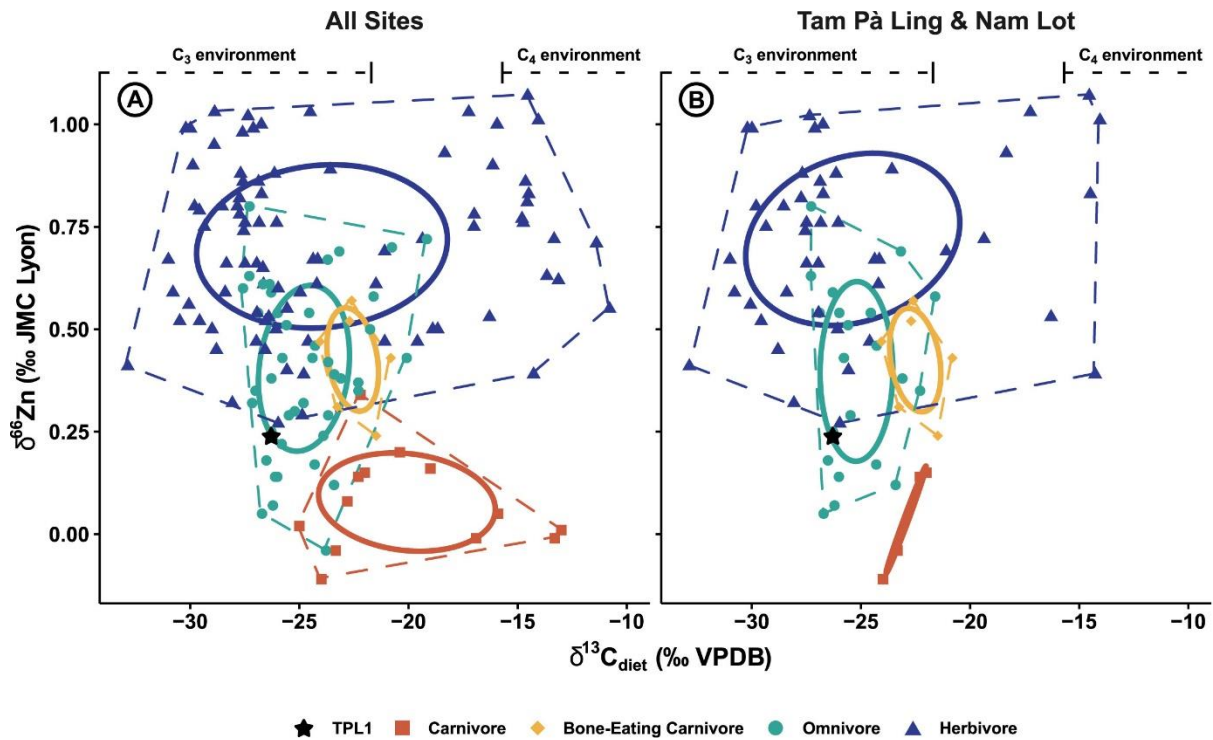 All Sites
Tam Pà Ling & Nam Lot
C₃ environment
C₄ environment
C₃ environment
C₄ environment
A
B
1.00
0.75
0.50
0.25
0.00
δ⁶⁶Zn (‰ JMC Lyon)
−30 −25 −20 −15 −10
−30 −25 −20 −15 −10
δ¹³C_diet (‰ VPDB)
TPL1 Carnivore Bone-Eating Carnivore Omnivore Herbivore